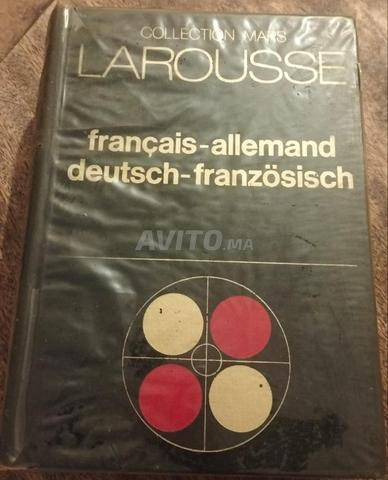 COLLECTION MARS
LAROUSSE
français-allemand
deutsch-französisch
AVITO.MA